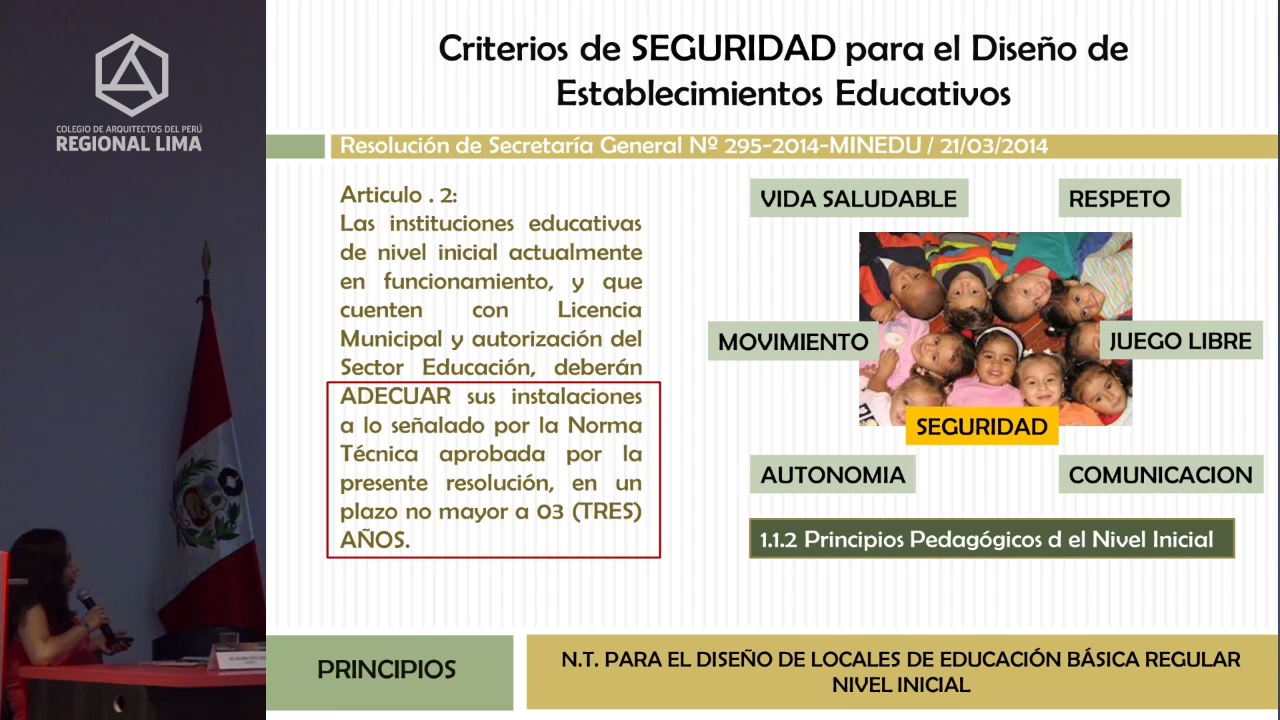 COLEGIO DE ARQUITECTOS DEL PERÚ
REGIONAL LIMA
Criterios de SEGURIDAD para el Diseño de
Establecimientos Educativos
Resolución de Secretaría General Nº 295-2014-MINEDU / 21/03/2014
Articulo . 2:
Las instituciones educativas
de nivel inicial actualmente
en funcionamiento, y que
cuenten con Licencia
Municipal y autorización del
Sector Educación, deberán
ADECUAR sus instalaciones
a lo señalado por la Norma
Técnica aprobada por la
presente resolución, en un
plazo no mayor a 03 (TRES)
AÑOS.
VIDA SALUDABLE
RESPETO
MOVIMIENTO
JUEGO LIBRE
SEGURIDAD
AUTONOMIA
COMUNICACION
1.1.2 Principios Pedagógicos d el Nivel Inicial
PRINCIPIOS
N.T. PARA EL DISEÑO DE LOCALES DE EDUCACIÓN BÁSICA REGULAR
NIVEL INICIAL